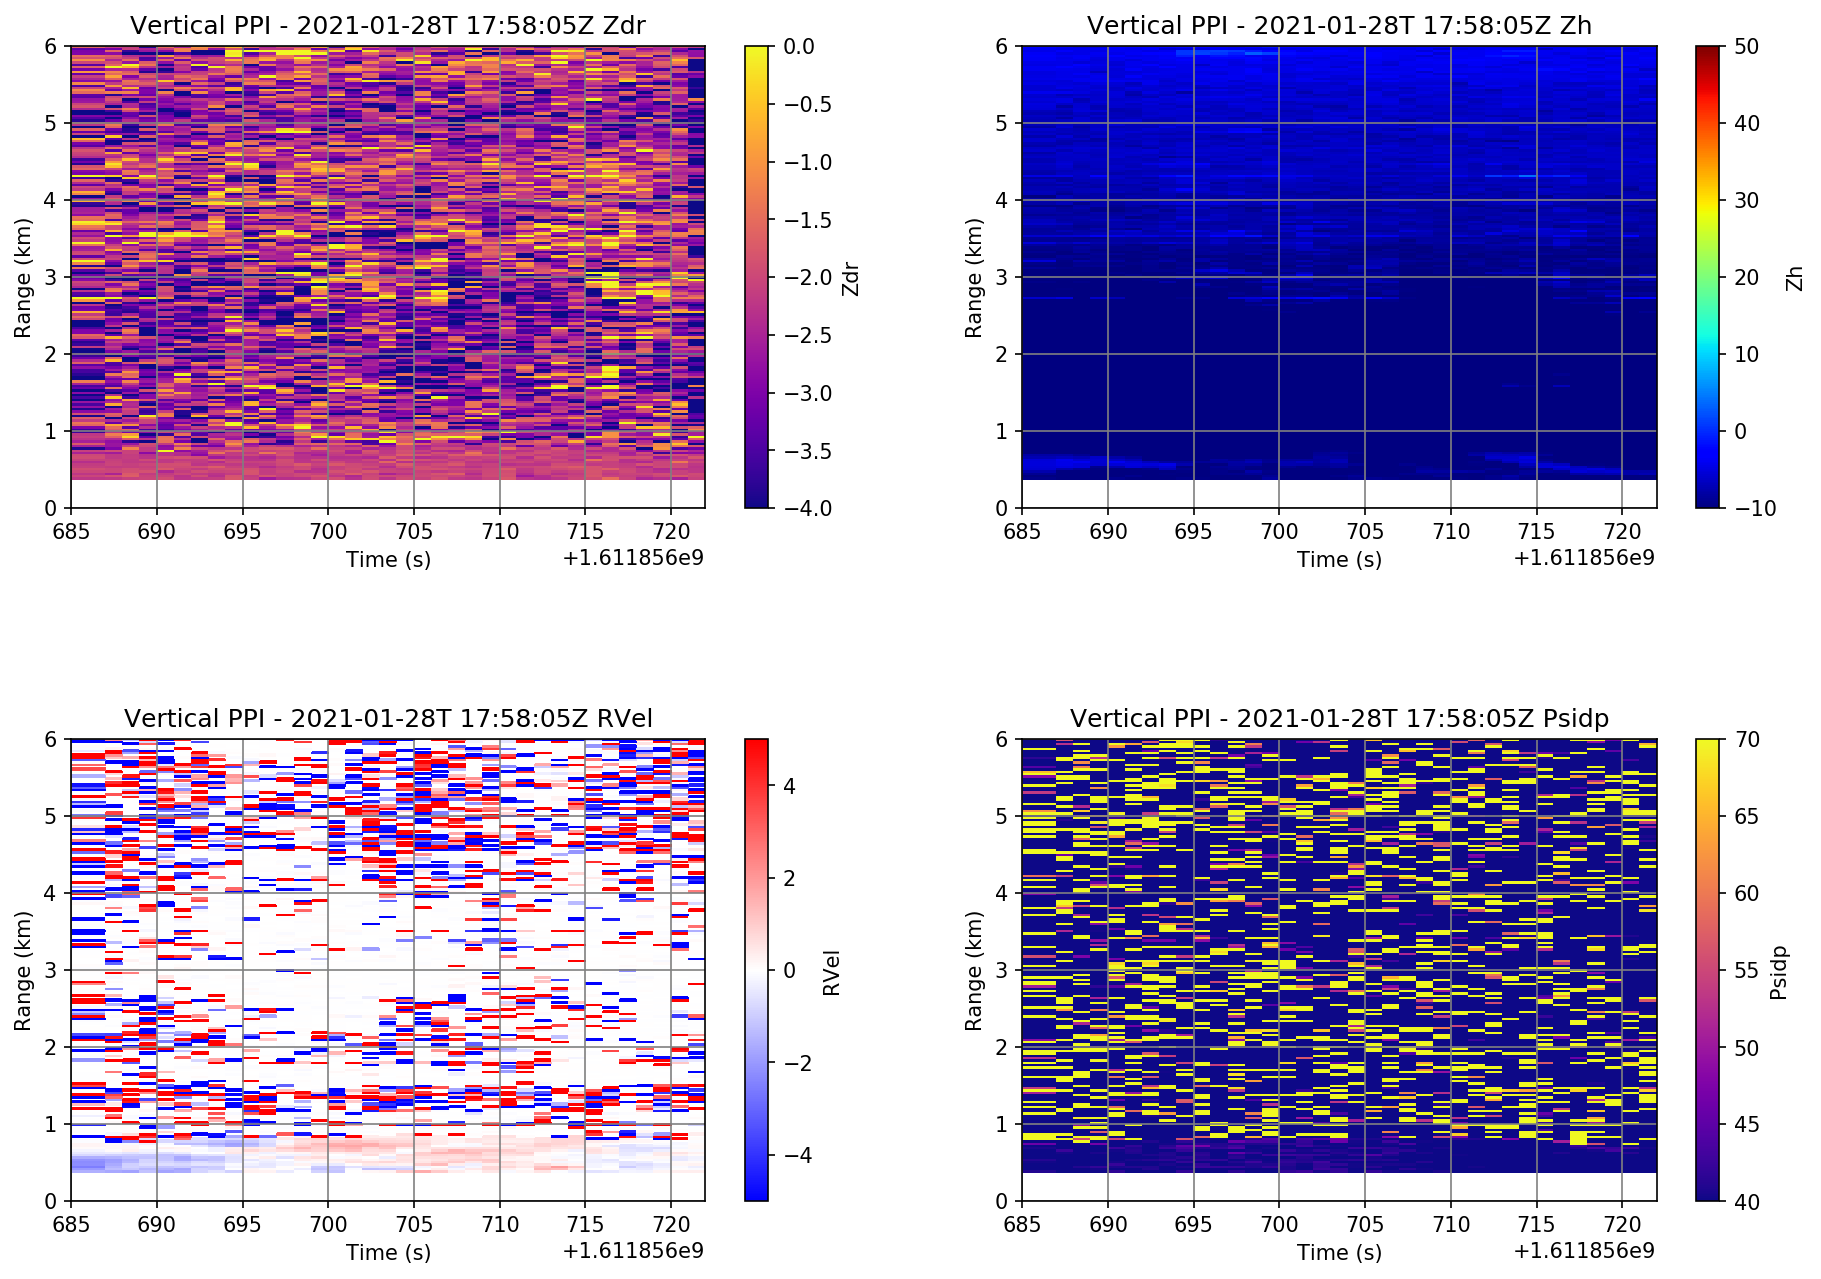 Vertical PPI - 2021-01-28T 17:58:05Z Zdr
6
5
4
3
2
1
0
Range (km)
685 690 695 700 705 710 715 720
Time (s)
+1.611856e9
0.0
−0.5
−1.0
−1.5
−2.0
−2.5
−3.0
−3.5
−4.0
Zdr
Vertical PPI - 2021-01-28T 17:58:05Z Zh
6
5
4
3
2
1
0
Range (km)
685 690 695 700 705 710 715 720
Time (s)
+1.611856e9
50
40
30
20
10
0
−10
Zh
Vertical PPI - 2021-01-28T 17:58:05Z RVel
6
5
4
3
2
1
0
Range (km)
685 690 695 700 705 710 715 720
Time (s)
+1.611856e9
4
2
0
−2
−4
RVel
Vertical PPI - 2021-01-28T 17:58:05Z Psidp
6
5
4
3
2
1
0
Range (km)
685 690 695 700 705 710 715 720
Time (s)
+1.611856e9
70
65
60
55
50
45
40
Psidp